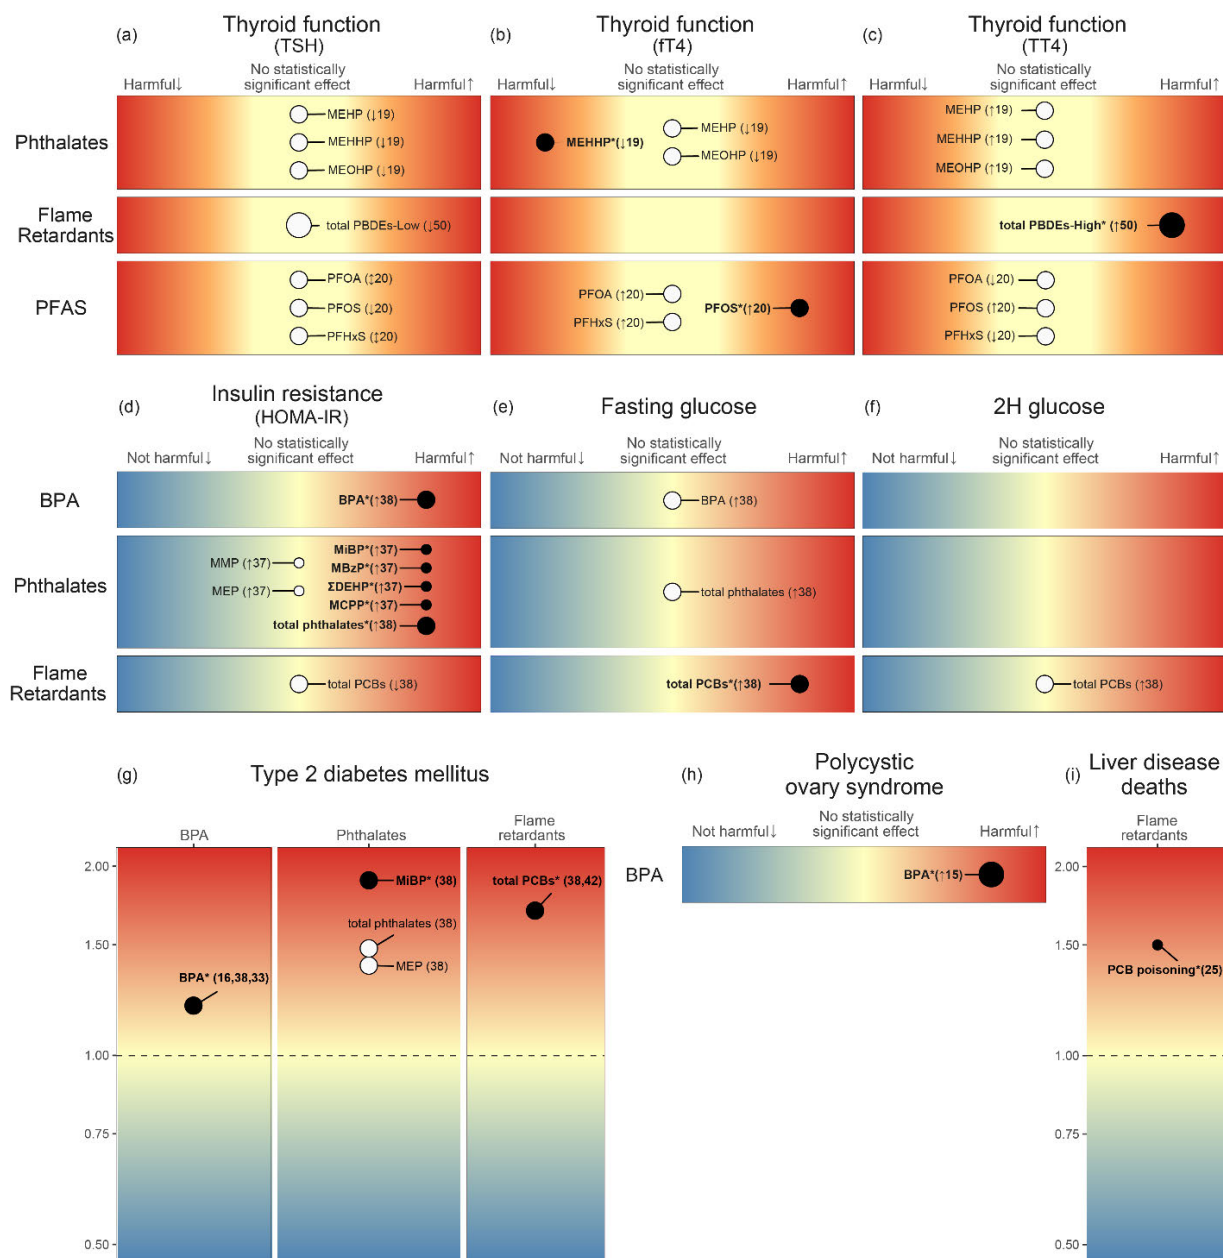 (a)
Thyroid function
(TSH)
(b)
Thyroid function
(fT4)
(c)
Thyroid function
(TT4)
Harmful↓
No statistically
significant effect
Harmful↑
Harmful↓
No statistically
significant effect
Harmful↑
Harmful↓
No statistically
significant effect
Harmful↑
Phthalates
MEHP (↓19)
MEHHP (↓19)
MEOHP (↓19)
MEHHP*(↓19)
MEHP (↓19)
MEOHP (↓19)
MEHP (↑19)
MEHHP (↑19)
MEOHP (↑19)
Flame
Retardants
total PBDEs-Low (↓50)
total PBDEs-High* (↑50)
PFAS
PFOA (↕20)
PFOS (↓20)
PFHxS (↕20)
PFOA (↑20)
PFHxS (↑20)
PFOS*(↑20)
PFOA (↓20)
PFOS (↑20)
PFHxS (↓20)
(d)
Insulin resistance
(HOMA-IR)
(e)
Fasting glucose
(f)
2H glucose
Not harmful↓
No statistically
significant effect
Harmful↑
Not harmful↓
No statistically
significant effect
Harmful↑
Not harmful↓
No statistically
significant effect
Harmful↑
BPA
BPA*(↑38)
BPA (↑38)
Phthalates
MMP (↑37)
MEP (↑37)
MiBP*(↑37)
MBzP*(↑37)
ΣDEHP*(↑37)
MCPP*(↑37)
total phthalates*(↑38)
total phthalates (↑38)
Flame
Retardants
total PCBs (↓38)
total PCBs*(↑38)
total PCBs (↑38)
(g)
Type 2 diabetes mellitus
BPA
Phthalates
Flame
retardants
2.00
1.50
1.00
0.75
0.50
BPA* (16,38,33)
MiBP* (38)
total phthalates (38)
MEP (38)
total PCBs* (38,42)
(h)
Polycystic
ovary syndrome
Not harmful↓
No statistically
significant effect
Harmful↑
BPA
BPA*(↑15)
(i)
Liver disease
deaths
Flame
retardants
2.00
1.50
1.00
0.75
0.50
PCB poisoning*(25)